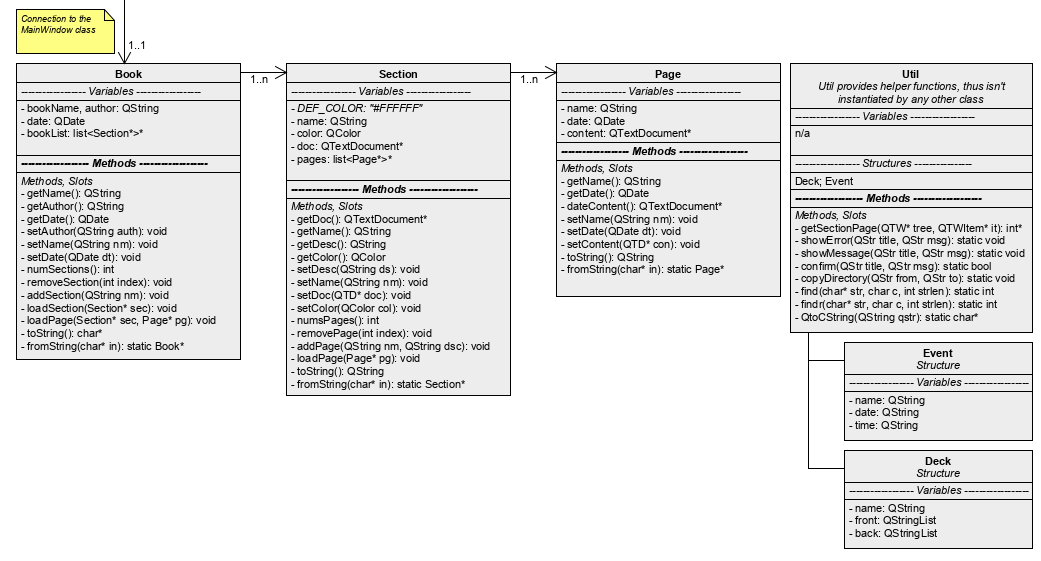 Connection to the
MainWindow class
1..1
Book
------------------ Variables ------------------
- bookName, author: QString
- date: QDate
- bookList: list<Section*>*
------------------ Methods ------------------
Methods, Slots
- getName(): QString
- getAuthor(): QString
- getDate(): QDate
- setAuthor(QString auth): void
- setName(QString nm): void
- setDate(QDate dt): void
- numSections(): int
- removeSection(int index): void
- addSection(QString nm): void
- loadSection(Section* sec): void
- loadPage(Section* sec, Page* pg): void
- toString(): char*
- fromString(char* in): static Book*
1..n
Section
------------------ Variables ------------------
- DEF_COLOR: "#FFFFFF"
- name: QString
- color: QColor
- doc: QTextDocument*
- pages: list<Page*>*
------------------ Methods ------------------
Methods, Slots
- getDoc(): QTextDocument*
- getName(): QString
- getDesc(): QString
- getColor(): QColor
- setDesc(QString ds): void
- setName(QString nm): void
- setDoc(QTD* doc): void
- setColor(QColor col): void
- numsPages(): int
- removePage(int index): void
- addPage(QString nm, QString dsc): void
- loadPage(Page* pg): void
- toString(): QString
- fromString(char* in): static Section*
1..n
Page
------------------ Variables ------------------
- name: QString
- date: QDate
- content: QTextDocument*
------------------ Methods ------------------
Methods, Slots
- getName(): QString
- getDate(): QDate
- dateContent(): QTextDocument*
- setName(QString nm): void
- setDate(QDate dt): void
- setContent(QTD* con): void
- toString(): QString
- fromString(char* in): static Page*
Util
Util provides helper functions, thus isn't
instantiated by any other class
------------------ Variables ------------------
n/a
------------------ Structures ----------------
Deck; Event
------------------ Methods ------------------
Methods, Slots
- getSectionPage(QTW* tree, QTWItem* it): int*
- showError(QStr title, QStr msg): static void
- showMessage(QStr title, QStr msg): static void
- confirm(QStr title, QStr msg): static bool
- copyDirectory(QStr from, QStr to): static void
- find(char* str, char c, int strlen): static int
- findr(char* str, char c, int strlen): static int
- QtoCString(QString qstr): static char*
Event
Structure
------------------ Variables ------------------
- name: QString
- date: QString
- time: QString
Deck
Structure
------------------ Variables ------------------
- name: QString
- front: QStringList
- back: QStringList